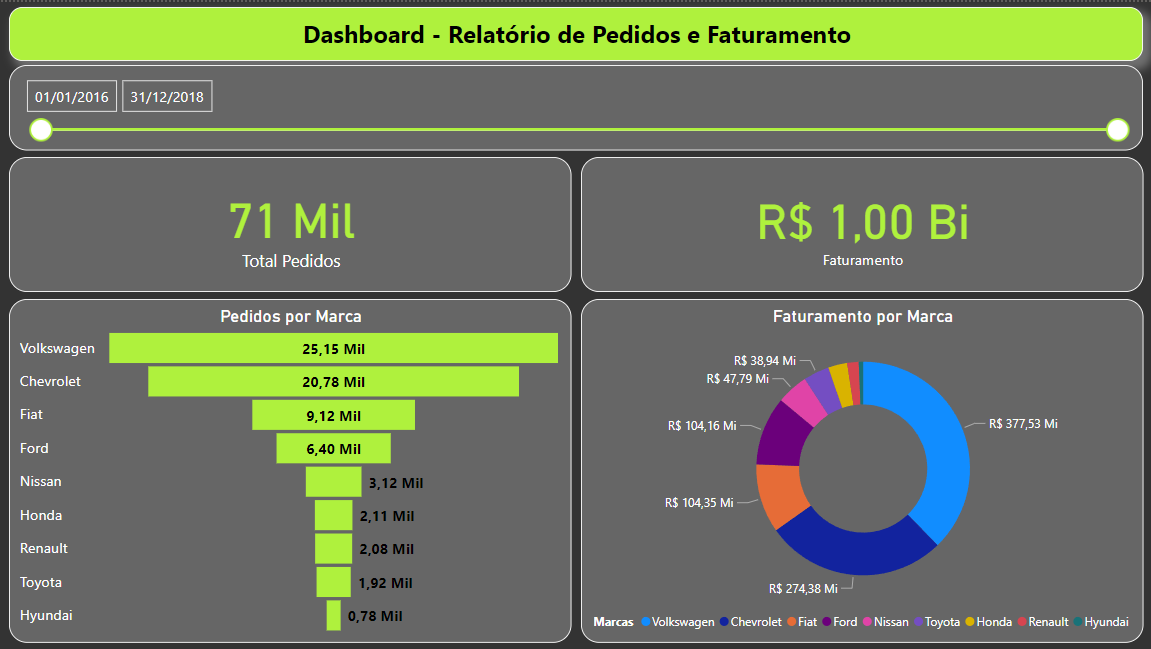 Dashboard - Relatório de Pedidos e Faturamento
01/01/2016 31/12/2018
71 Mil
Total Pedidos
R$ 1,00 Bi
Faturamento
Pedidos por Marca
Volkswagen 25,15 Mil
Chevrolet 20,78 Mil
Fiat 9,12 Mil
Ford 6,40 Mil
Nissan 3,12 Mil
Honda 2,11 Mil
Renault 2,08 Mil
Toyota 1,92 Mil
Hyundai 0,78 Mil
Faturamento por Marca
R$ 38,94 Mi
R$ 47,79 Mi
R$ 377,53 Mi
R$ 104,16 Mi
R$ 104,35 Mi
R$ 274,38 Mi
Marcas Volkswagen Chevrolet Fiat Ford Nissan Toyota Honda Renault Hyundai